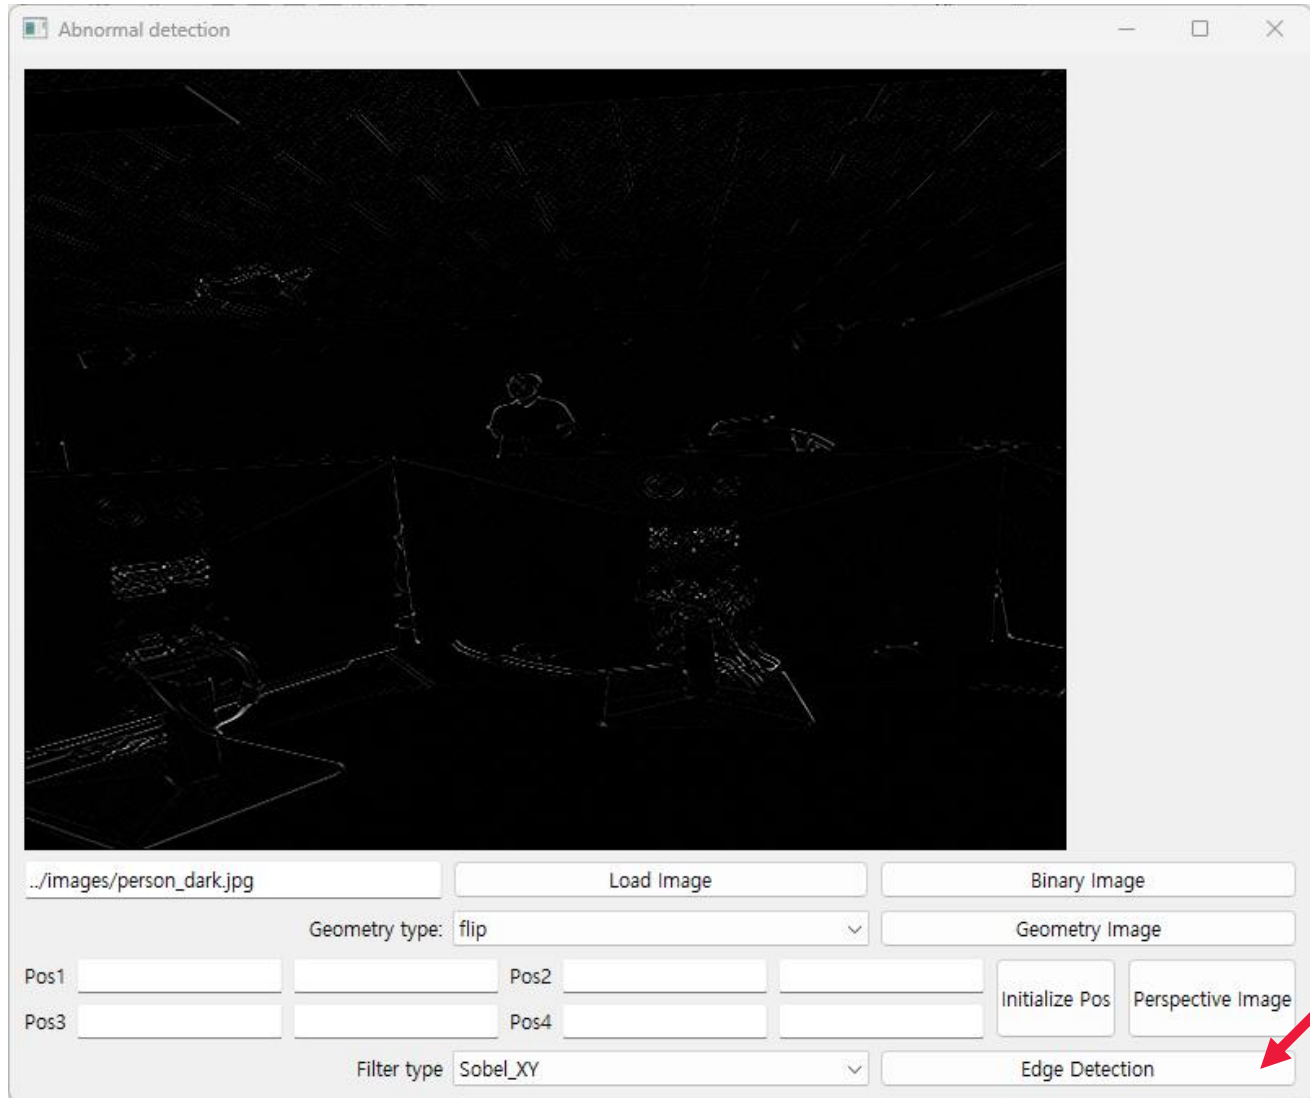 Abnormal detection
../images/person_dark.jpg Load Image Binary Image
Geometry type: flip Geometry Image
Pos1 Pos2
Initialize Pos Perspective Image
Pos3 Pos4
Filter type Sobel_XY Edge Detection